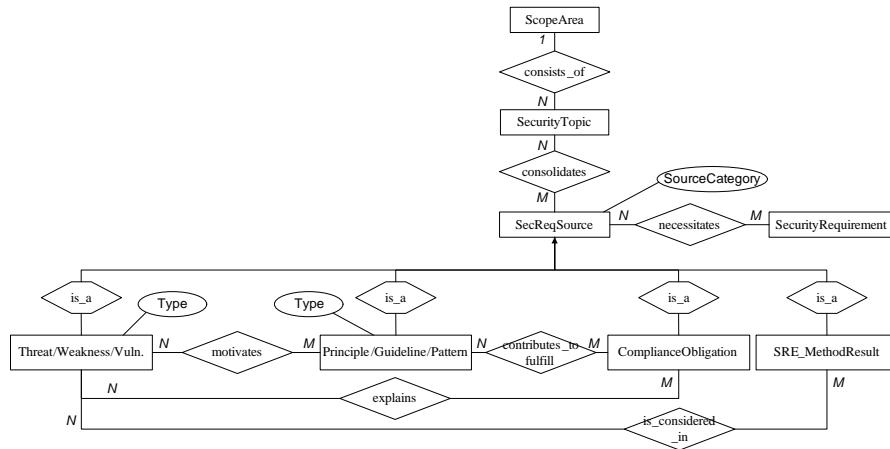 ScopeArea
1
consists_of
N
SecurityTopic
N
consolidates
M
SourceCategory
SecReqSource
N
necessitates
M
SecurityRequirement
is_a
is_a
is_a
is_a
Type
Type
Threat/Weakness/Vuln.
N
motivates
M
Principle/Guideline/Pattern
N
contributes_to
fulfill
M
ComplianceObligation
SRE_MethodResult
N
explains
M
N
is_considered
_in
M